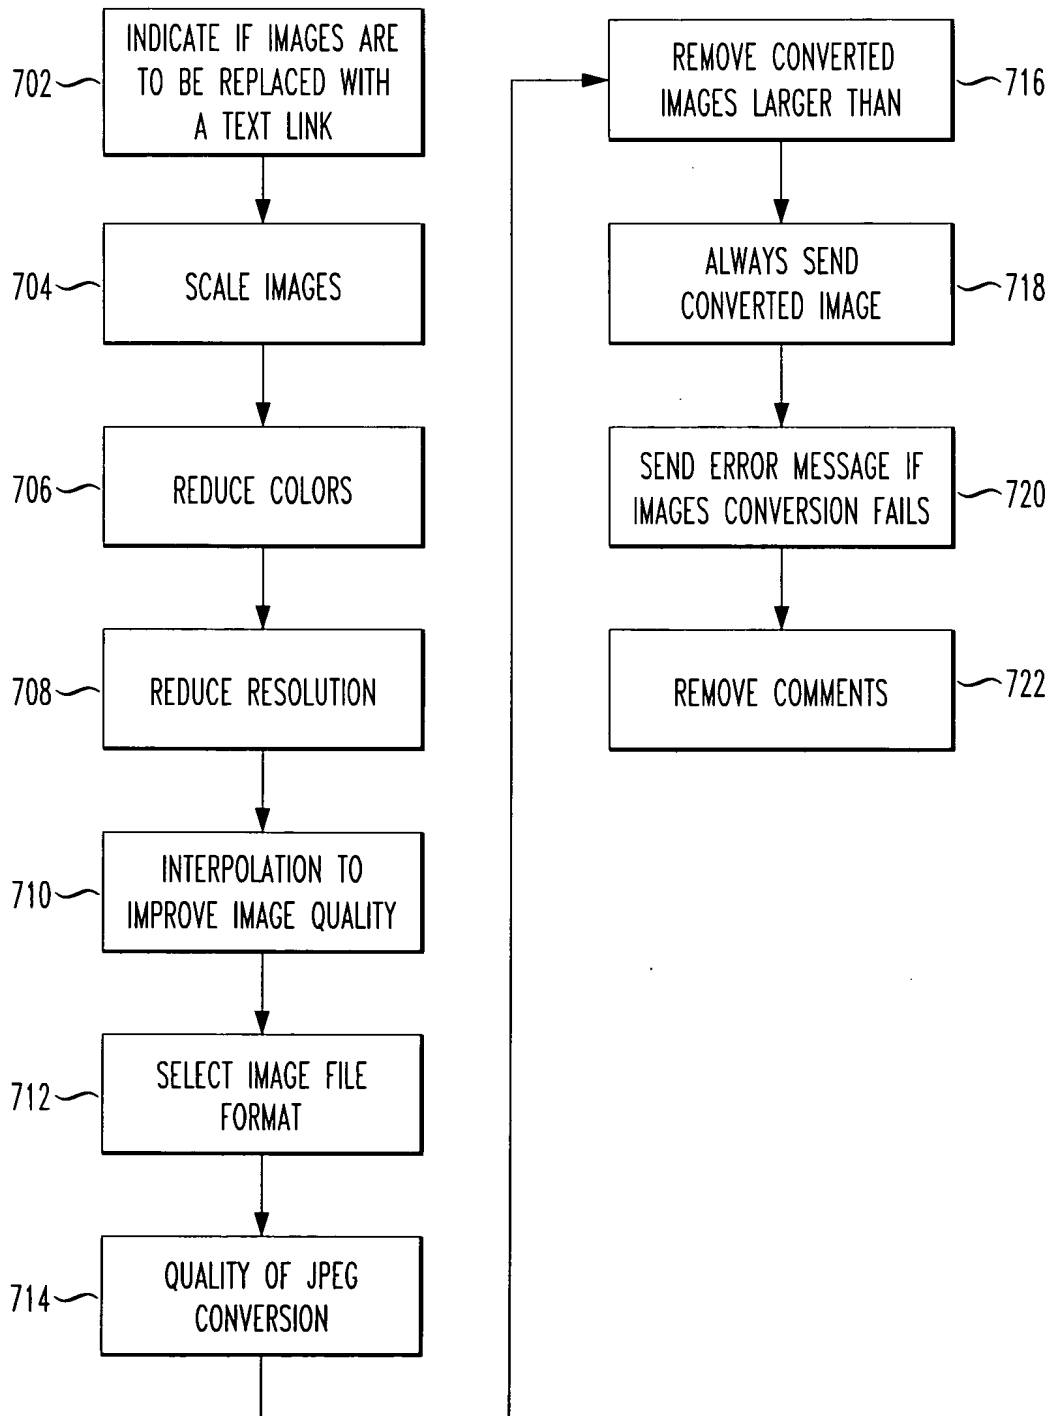 702
INDICATE IF IMAGES ARE
TO BE REPLACED WITH
A TEXT LINK
704
SCALE IMAGES
706
REDUCE COLORS
708
REDUCE RESOLUTION
710
INTERPOLATION TO
IMPROVE IMAGE QUALITY
712
SELECT IMAGE FILE
FORMAT
714
QUALITY OF JPEG
CONVERSION
REMOVE CONVERTED
IMAGES LARGER THAN
716
ALWAYS SEND
CONVERTED IMAGE
718
SEND ERROR MESSAGE IF
IMAGES CONVERSION FAILS
720
REMOVE COMMENTS
722